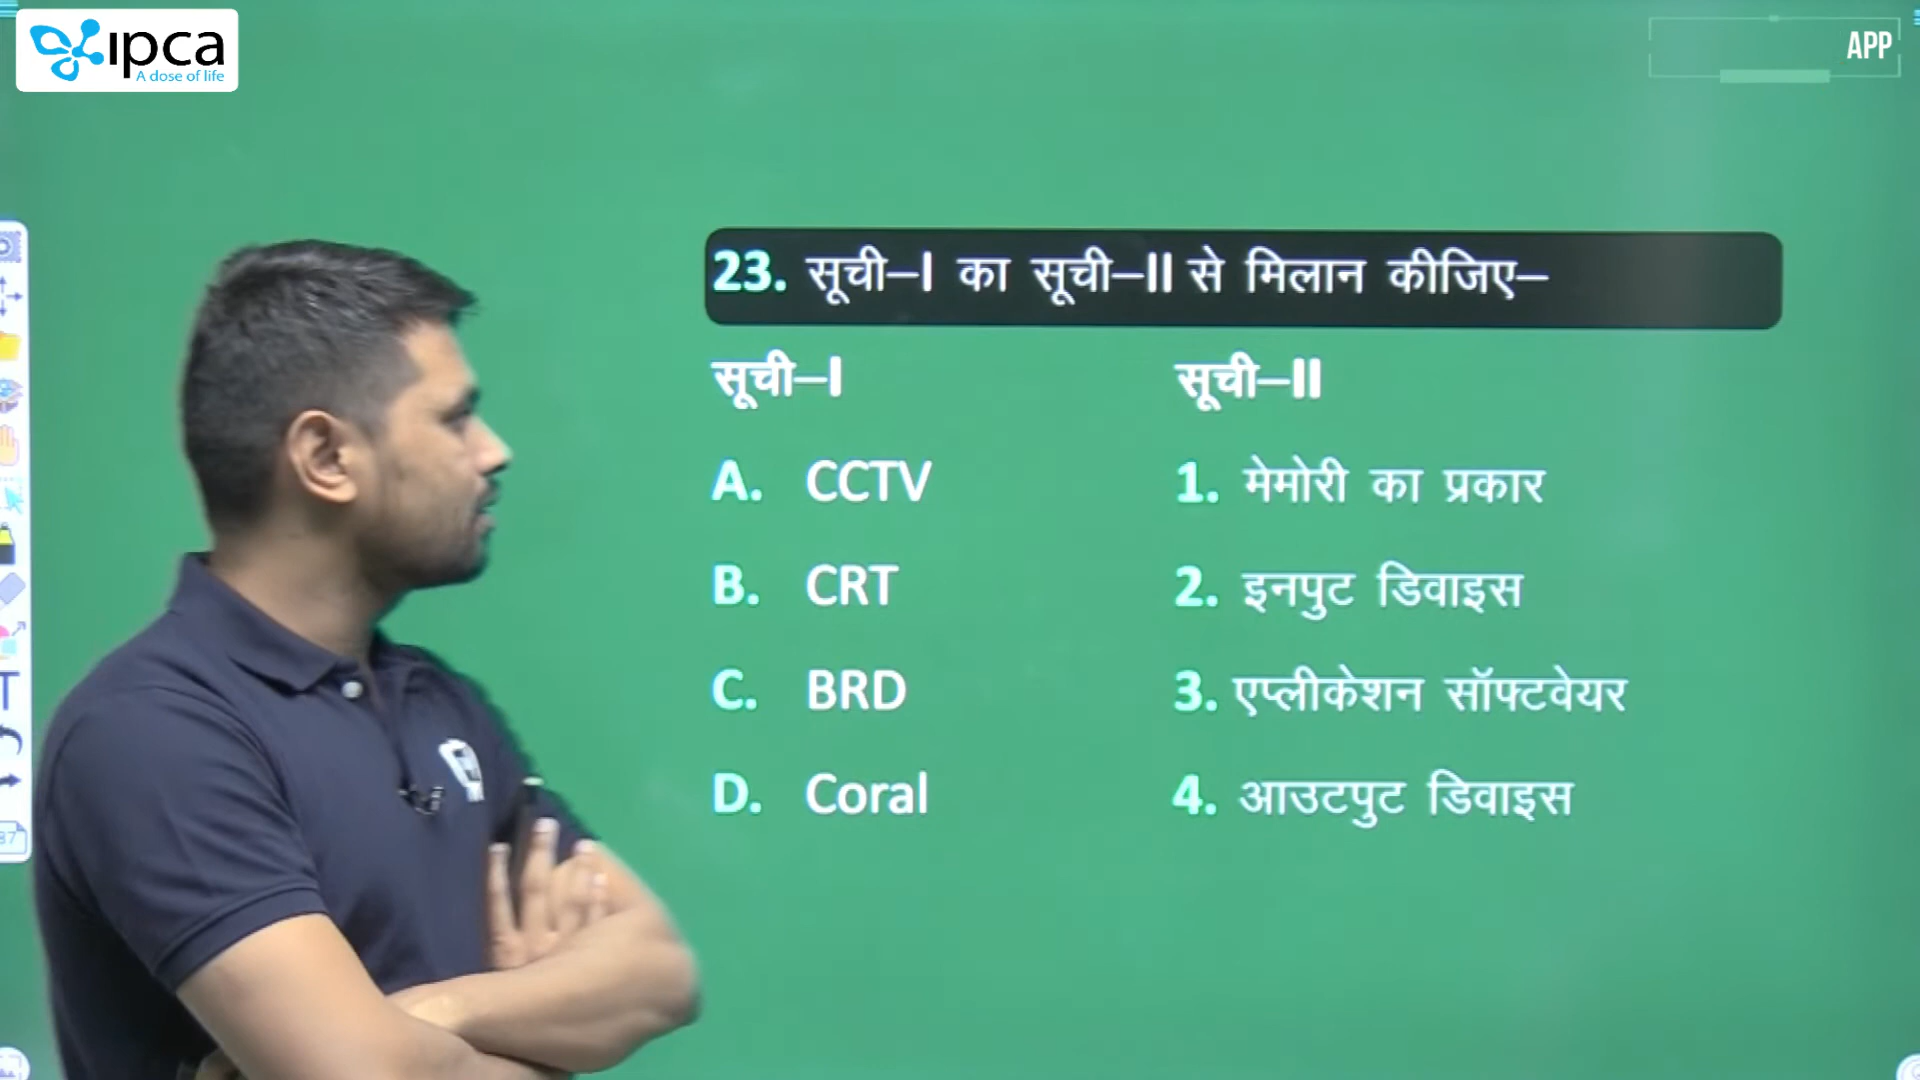 ipca
A dose of life
APP
23. सूची–I का सूची–II से मिलान कीजिए–
सूची–I सूची–II
A. CCTV 1. मेमोरी का प्रकार
B. CRT 2. इनपुट डिवाइस
C. BRD 3. एप्लीकेशन सॉफ्टवेयर
D. Coral 4. आउटपुट डिवाइस
T
87